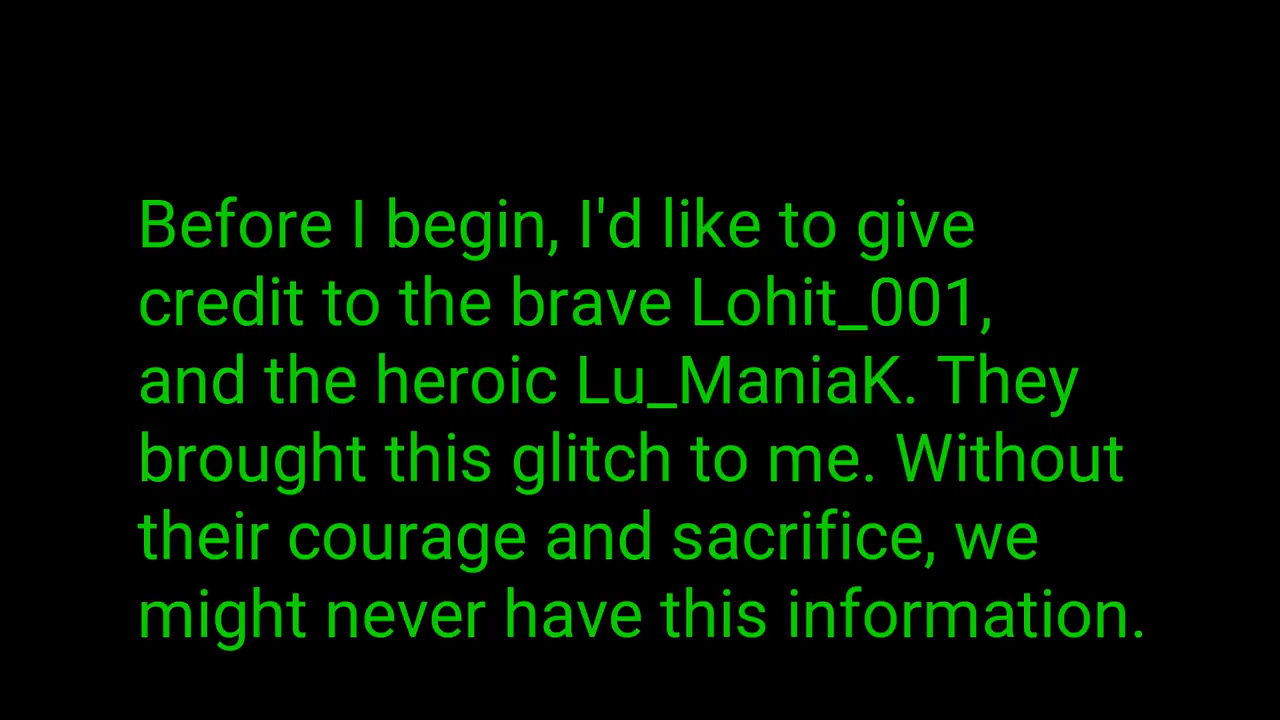 Before I begin, I'd like to give
credit to the brave Lohit_001,
and the heroic Lu_ManiaK. They
brought this glitch to me. Without
their courage and sacrifice, we
might never have this information.